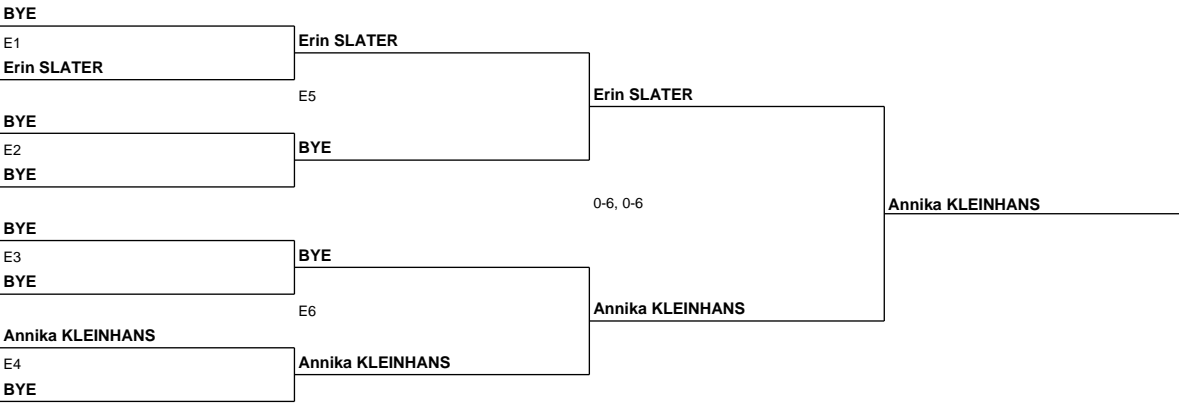 BYE
E1
Erin SLATER
Erin SLATER
E5
Erin SLATER
BYE
E2
BYE
BYE
0-6, 0-6
Annika KLEINHANS
BYE
E3
BYE
BYE
E6
Annika KLEINHANS
Annika KLEINHANS
E4
Annika KLEINHANS
BYE